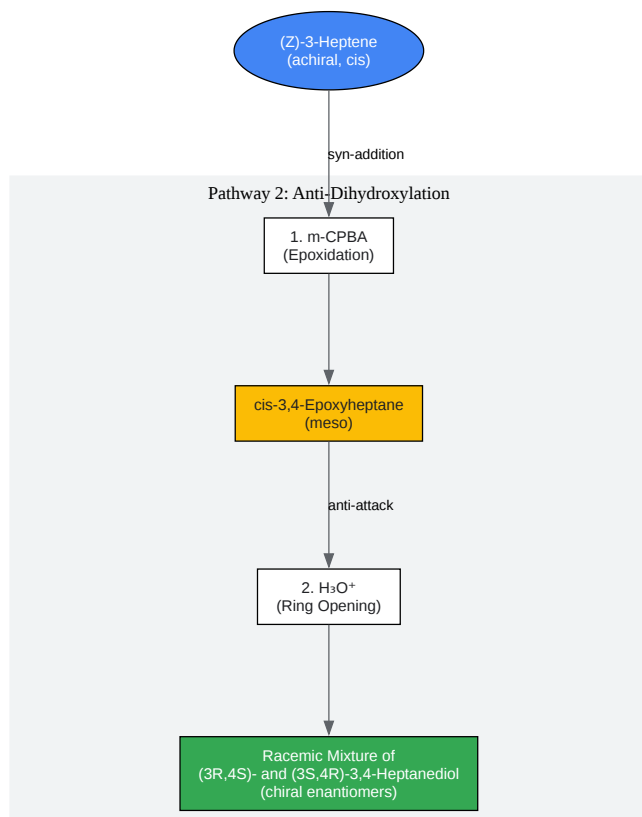 (Z)-3-Heptene
(achiral, cis)
syn-addition
Pathway 2: Anti-Dihydroxylation
1. m-CPBA
(Epoxidation)
cis-3,4-Epoxyheptane
(meso)
anti-attack
2. H₃O⁺
(Ring Opening)
Racemic Mixture of
(3R,4S)- and (3S,4R)-3,4-Heptanediol
(chiral enantiomers)